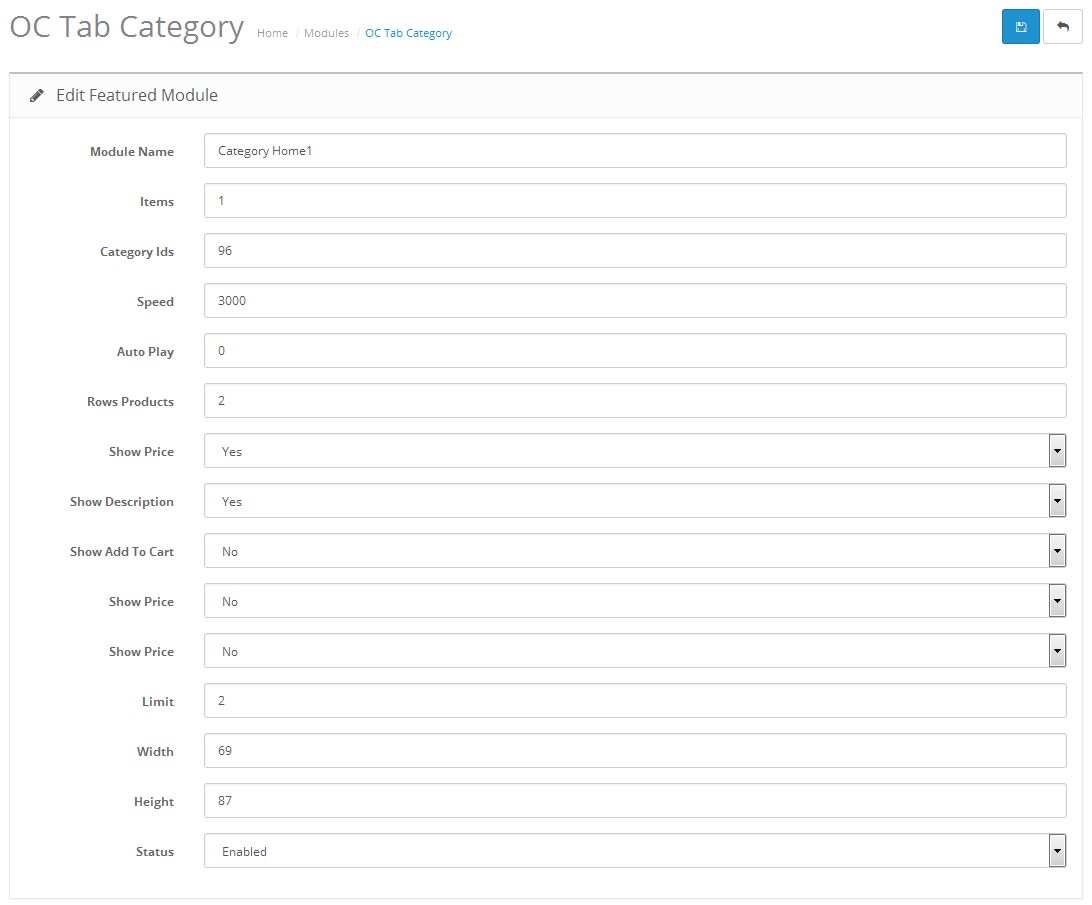 OC Tab Category Home / Modules / OC Tab Category
Edit Featured Module
Module Name Category Home1
Items 1
Category Ids 96
Speed 3000
Auto Play 0
Rows Products 2
Show Price Yes
Show Description Yes
Show Add To Cart No
Show Price No
Show Price No
Limit 2
Width 69
Height 87
Status Enabled